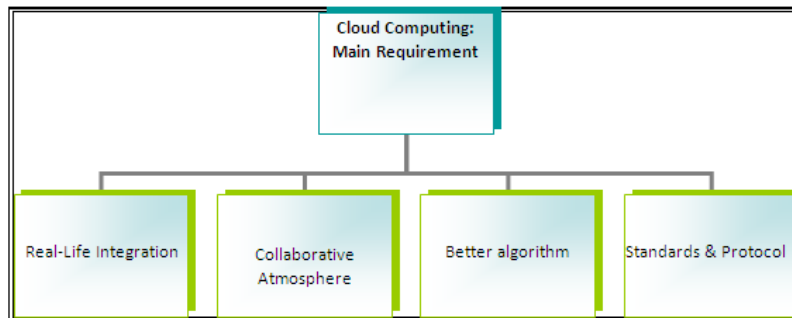 Cloud Computing:
Main Requirement
Real-Life Integration
Collaborative
Atmosphere
Better algorithm
Standards & Protocol